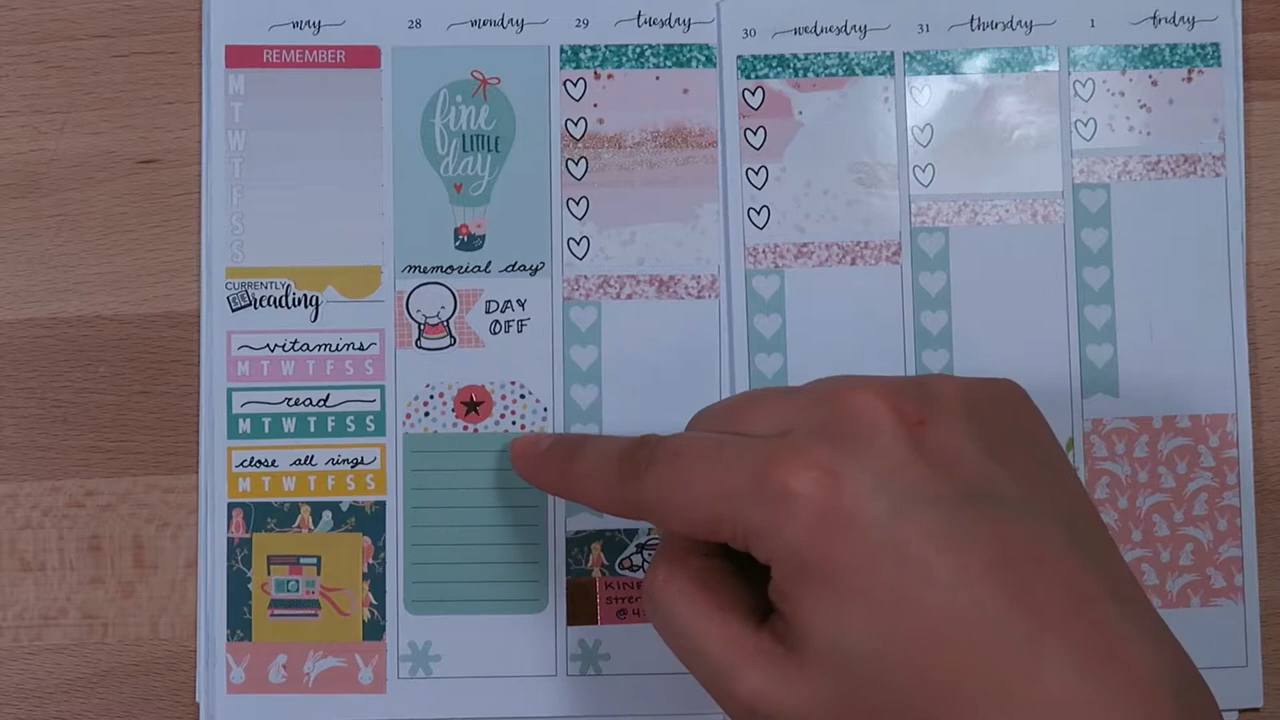 may
28 monday
29 tuesday
30 wednesday
31 thursday
1 friday
REMEMBER
M
T
W
T
F
S
S
CURRENTLY
reading
vitamins
M T W T F S S
read
M T W T F S S
close all rings
M T W T F S S
fine
LITTLE
day
memorial day
DAY
OFF